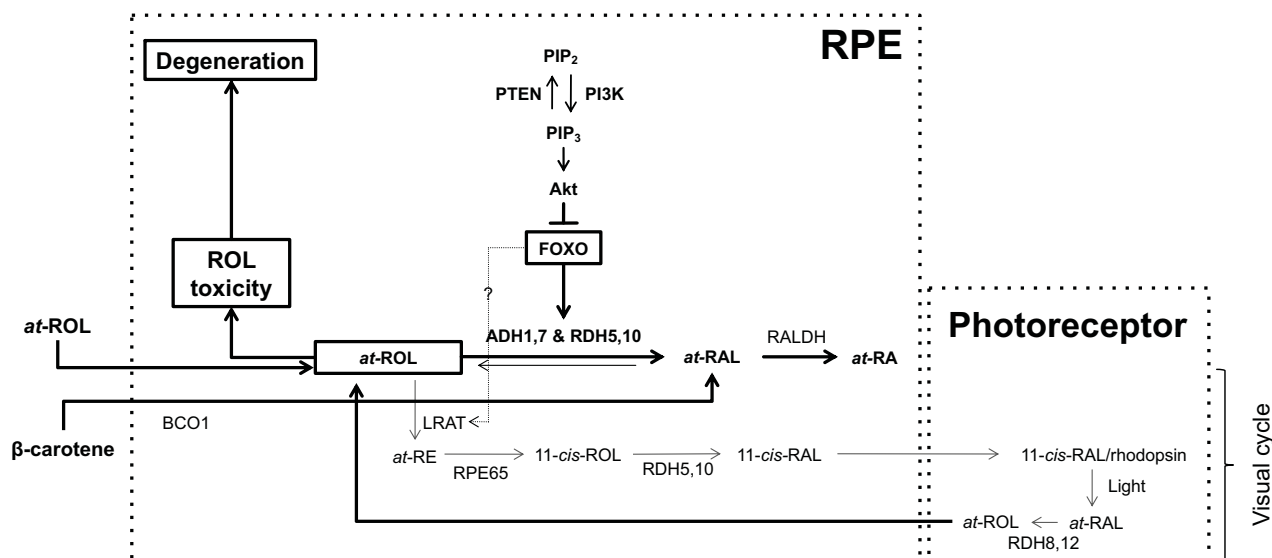 RPE
Degeneration
PIP2
PTEN
PI3K
PIP3
Akt
FOXO
ROL
toxicity
?
Photoreceptor
at-ROL
ADH1,7 & RDH5,10
RALDH
at-ROL
at-RAL
at-RA
BCO1
LRAT
β-carotene
at-RE
11-cis-ROL
11-cis-RAL
11-cis-RAL/rhodopsin
RPE65
RDH5,10
Light
at-ROL
at-RAL
RDH8,12
Visual cycle